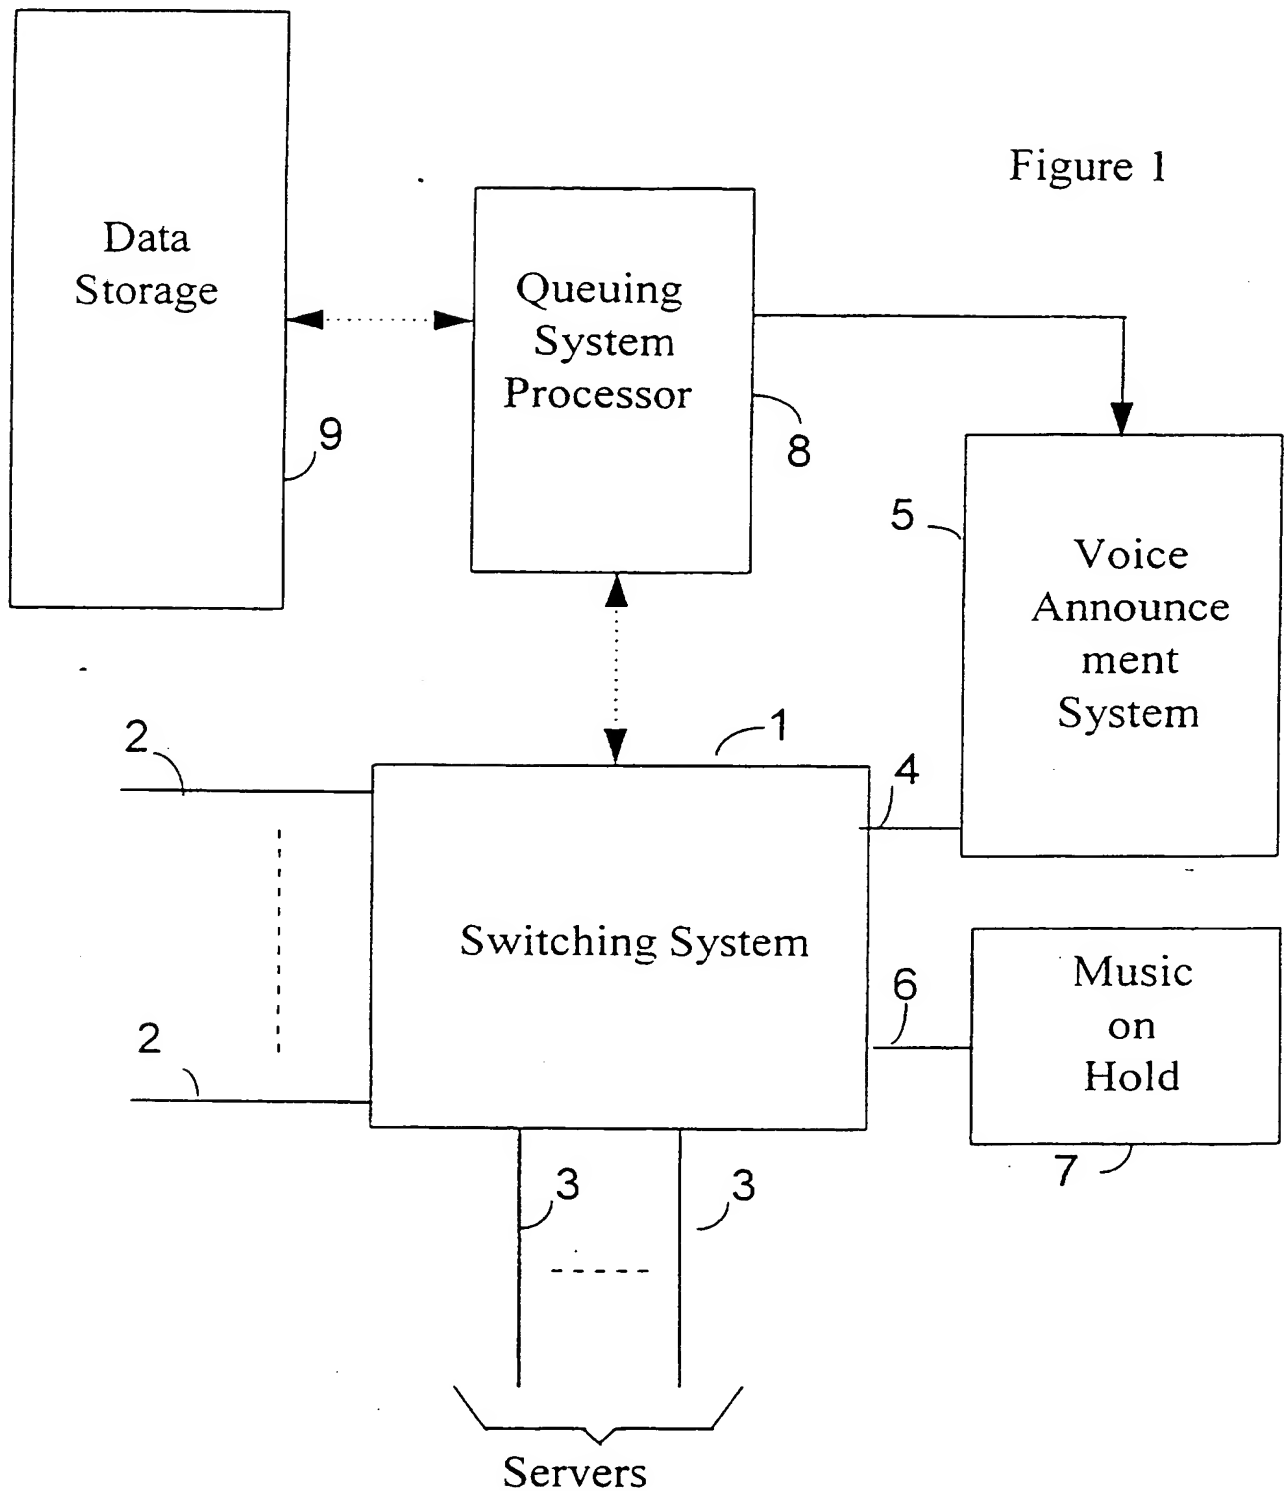 Figure 1
Data
Storage
9
Queuing
System
Processor
8
5
Voice
Announce
ment
System
1
2
4
Switching System
6
Music
on
Hold
2
7
3
3
Servers